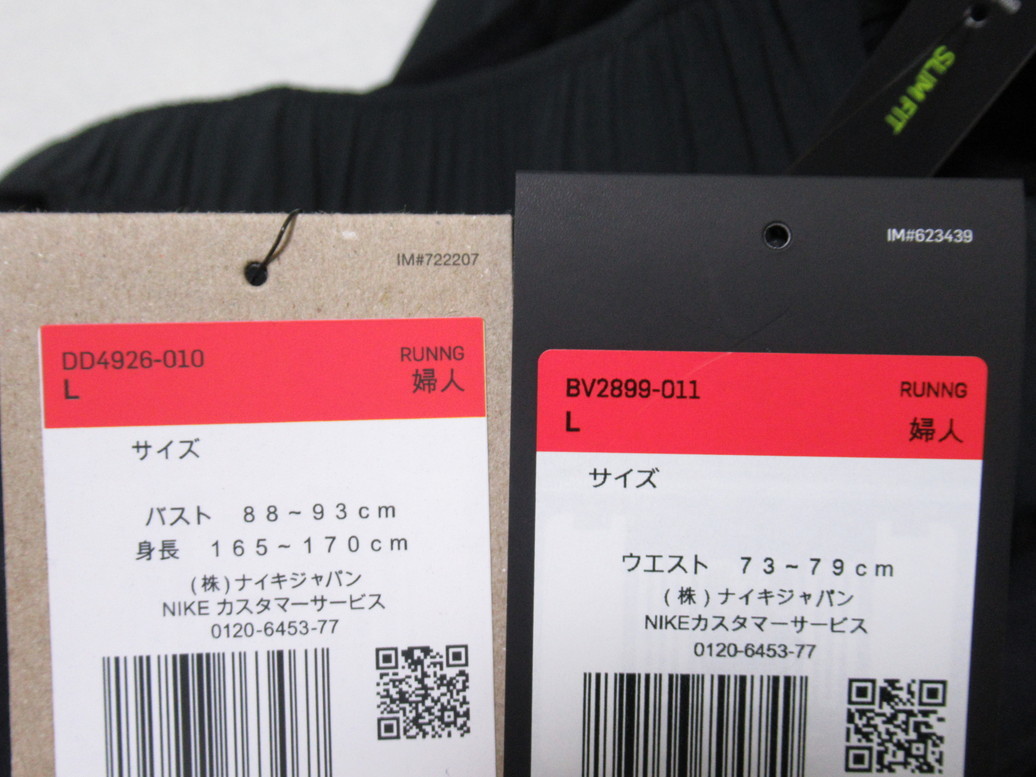 SLIM FIT
IM#722207
DD4926-010
RUNNG
L
婦人
サイズ
バスト 88~93cm
身長 165~170cm
(株)ナイキジャパン
NIKE カスタマーサービス
0120-6453-77
IM#623439
BV2899-011
RUNNG
L
婦人
サイズ
ウエスト 73~79cm
(株)ナイキジャパン
NIKEカスタマーサービス
0120-6453-77